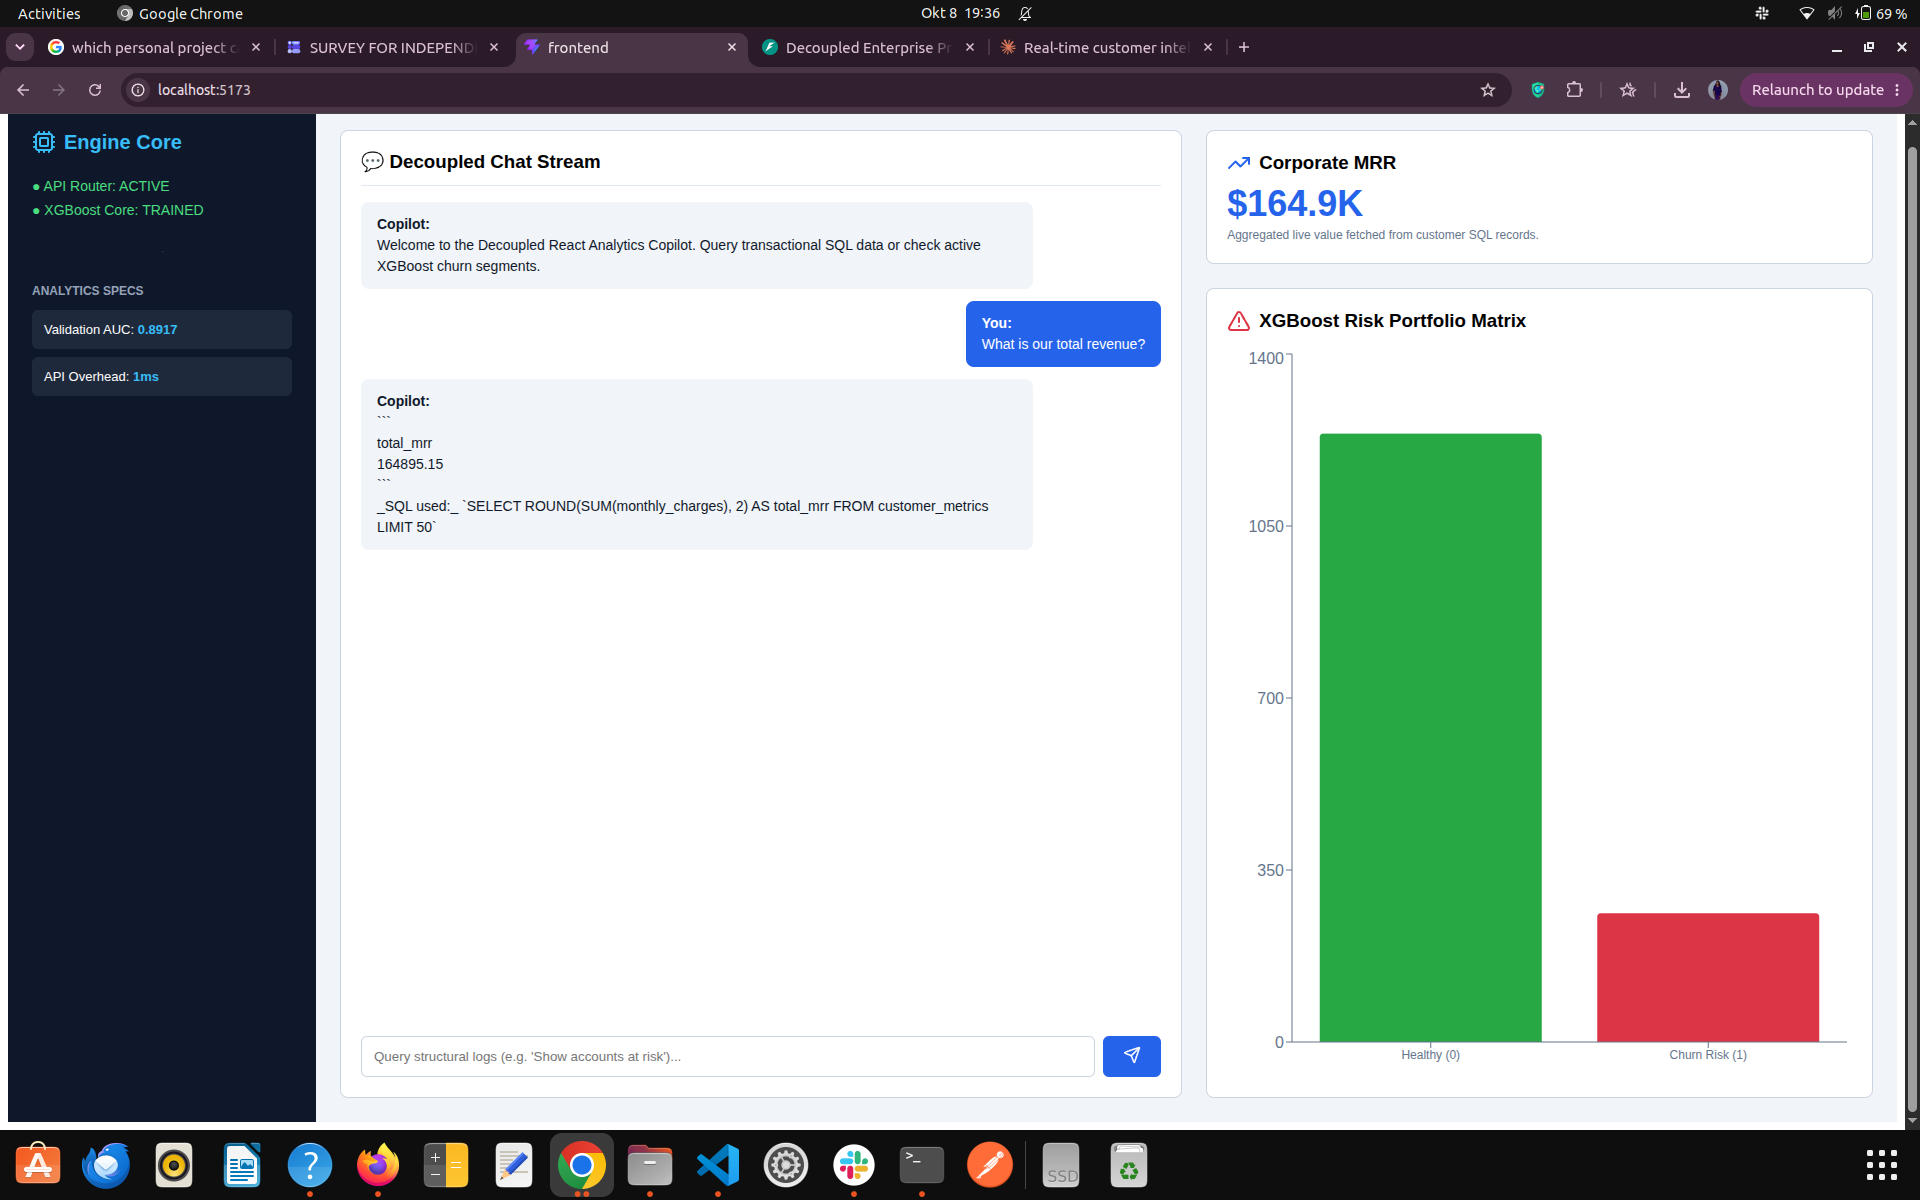 Activities
Google Chrome
Okt 8 19:36
69 %
which personal project c
SURVEY FOR INDEPEND
frontend
Decoupled Enterprise Pr
Real-time customer intel
localhost:5173
Relaunch to update
Engine Core
● API Router: ACTIVE
● XGBoost Core: TRAINED
ANALYTICS SPECS
Validation AUC: 0.8917
API Overhead: 1ms
💬 Decoupled Chat Stream
Copilot:
Welcome to the Decoupled React Analytics Copilot. Query transactional SQL data or check active
XGBoost churn segments.
You:
What is our total revenue?
Copilot:
```
total_mrr
164895.15
```
_SQL used:_ `SELECT ROUND(SUM(monthly_charges), 2) AS total_mrr FROM customer_metrics
LIMIT 50`
Query structural logs (e.g. 'Show accounts at risk')...
Corporate MRR
$164.9K
Aggregated live value fetched from customer SQL records.
XGBoost Risk Portfolio Matrix
1400
1050
700
350
0
Healthy (0)
Churn Risk (1)
SSD